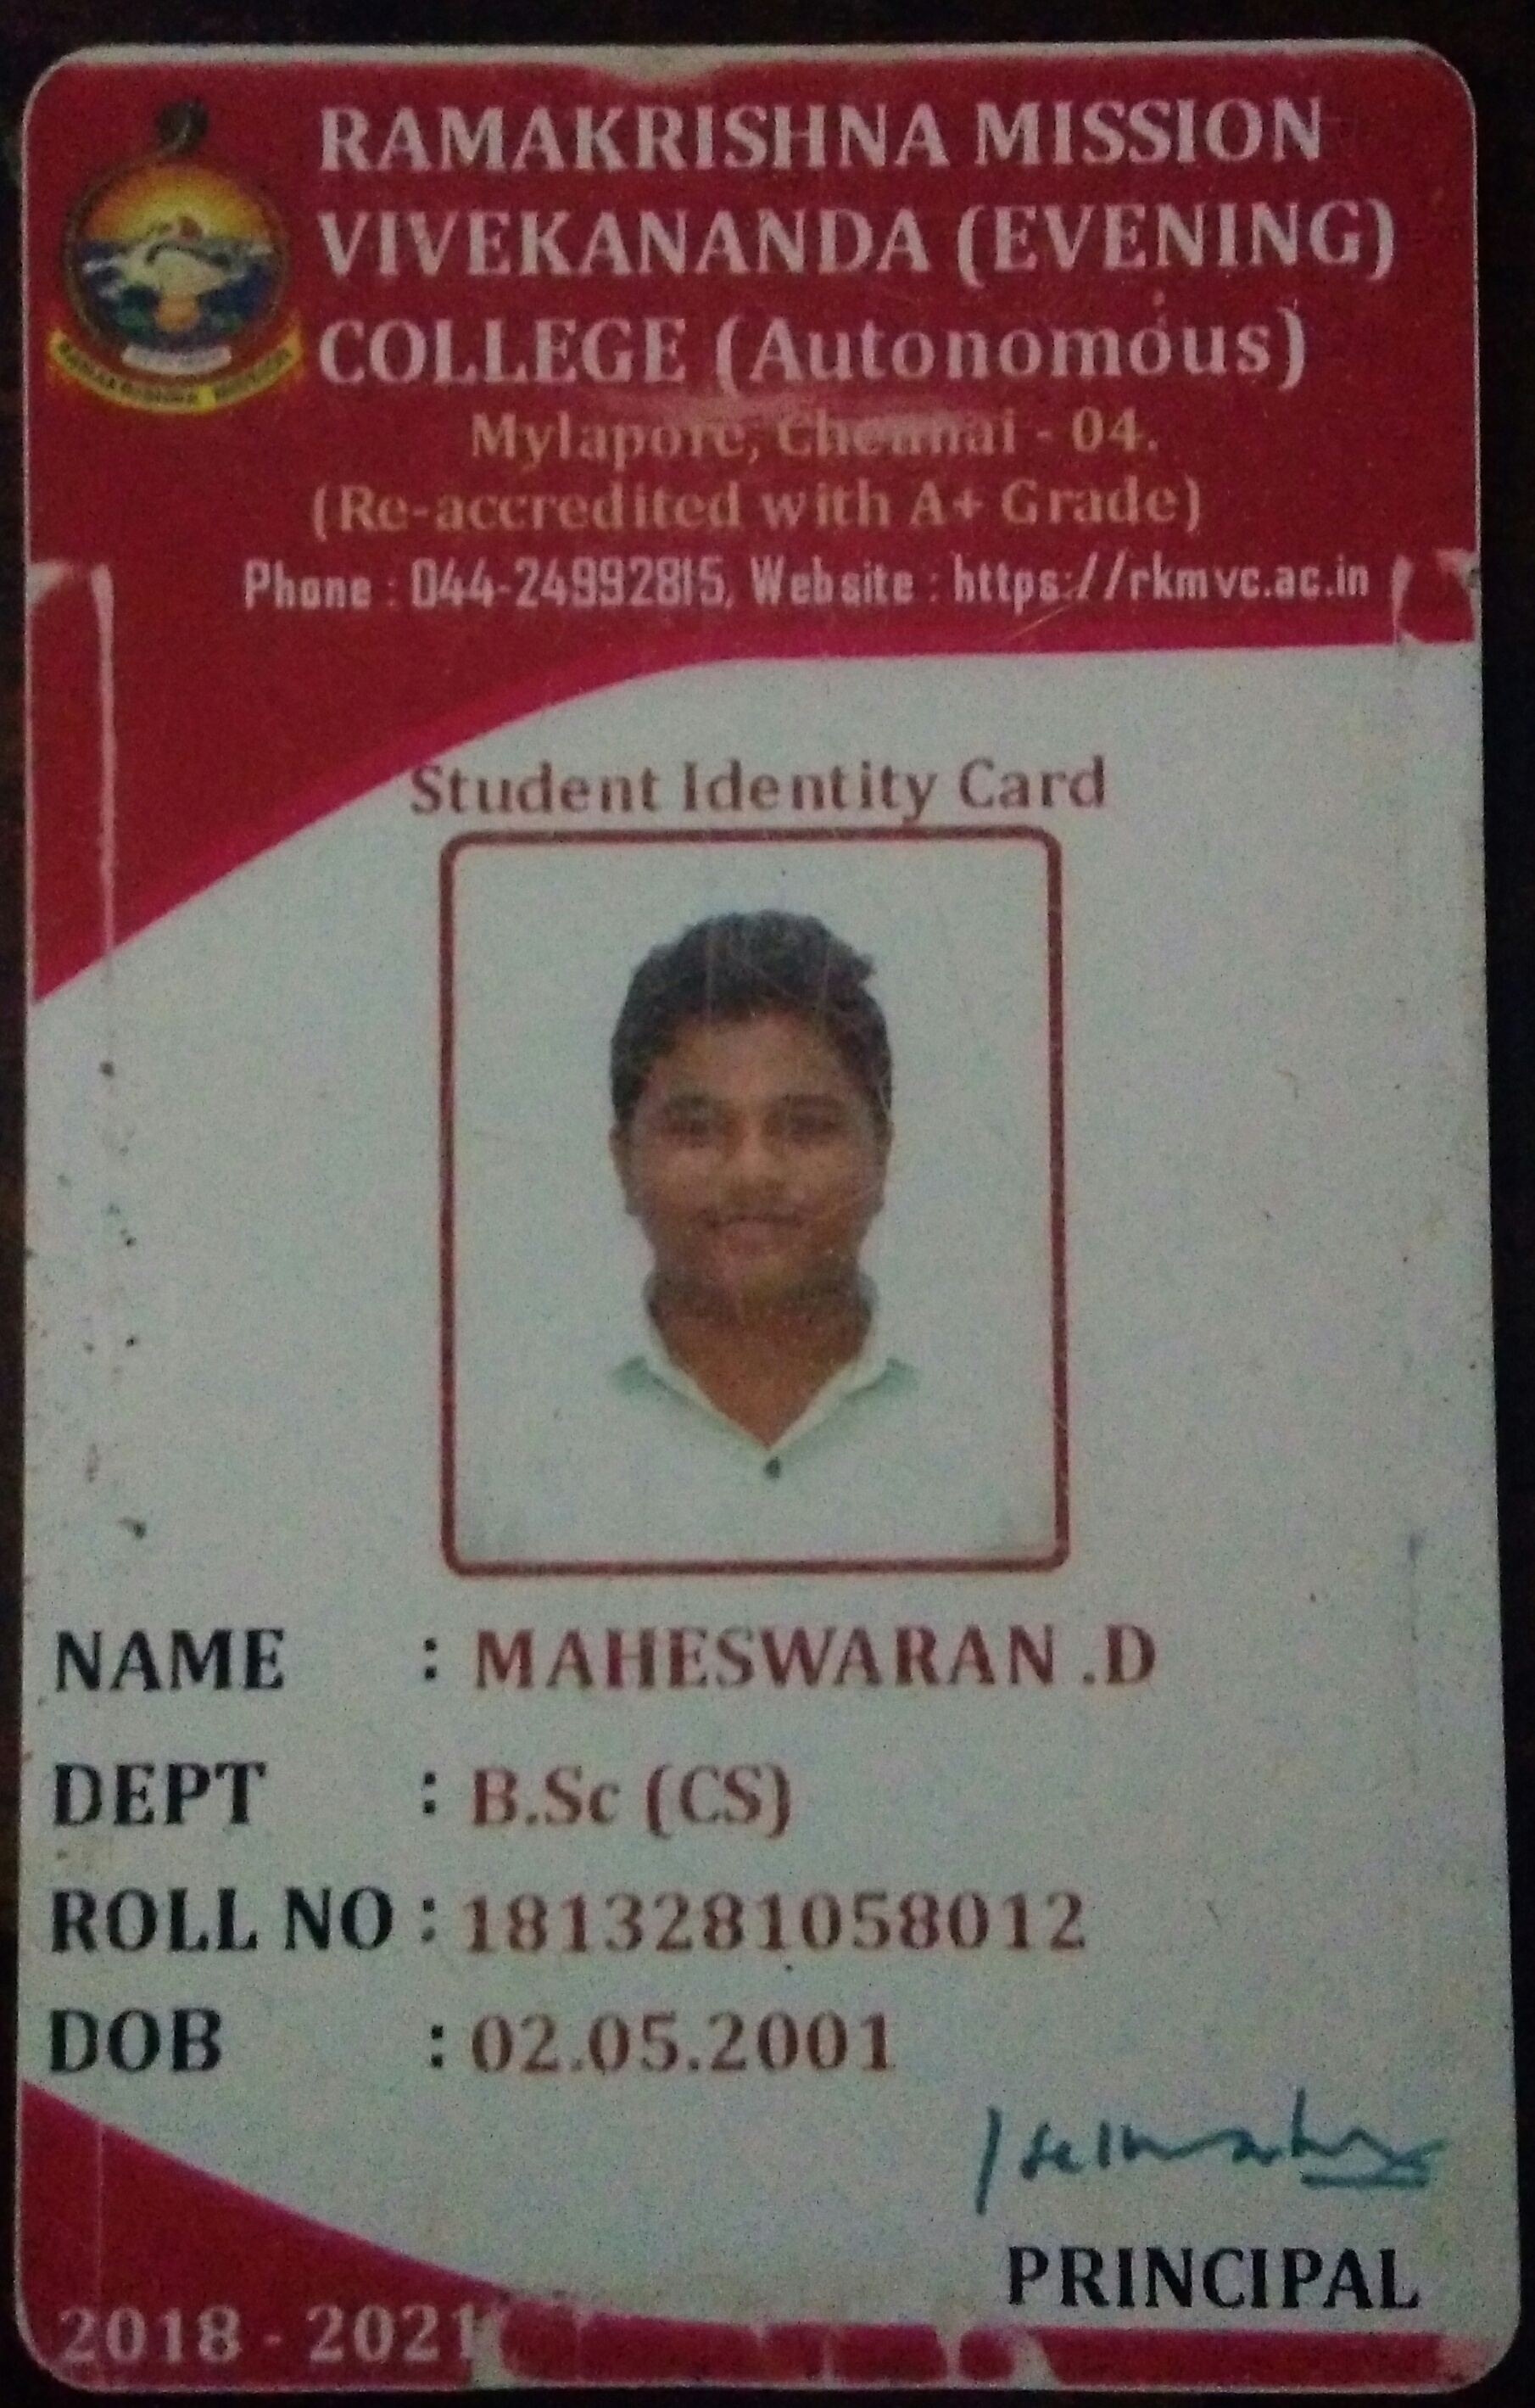 RAMAKRISHNA MISSION
VIVEKANANDA (EVENING)
COLLEGE (Autonomous)
RAMAKRISHNA MISSION
Mylapore, Chennai - 04.
(Re-accredited with A+ Grade)
Phone : 044-24992815, Website : https://rkmvc.ac.in
Student Identity Card
NAME : MAHESWARAN .D
DEPT : B.Sc (CS)
ROLL NO : 1813281058012
DOB : 02.05.2001
PRINCIPAL
2018 - 2021